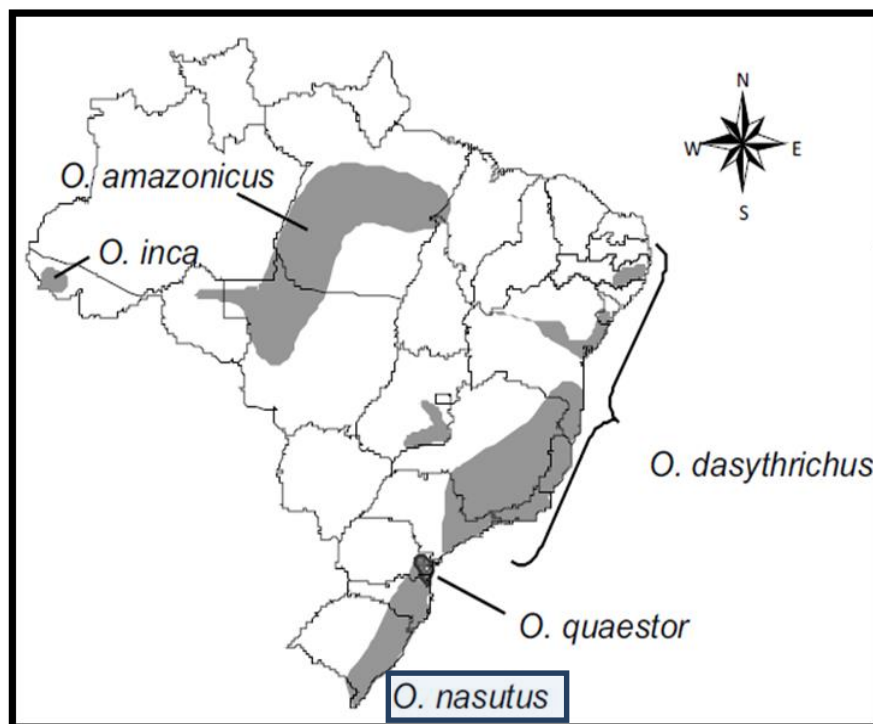 N
O. amazonicus
W E
S
O. inca
O. dasythrichus
O. quaestor
O. nasutus